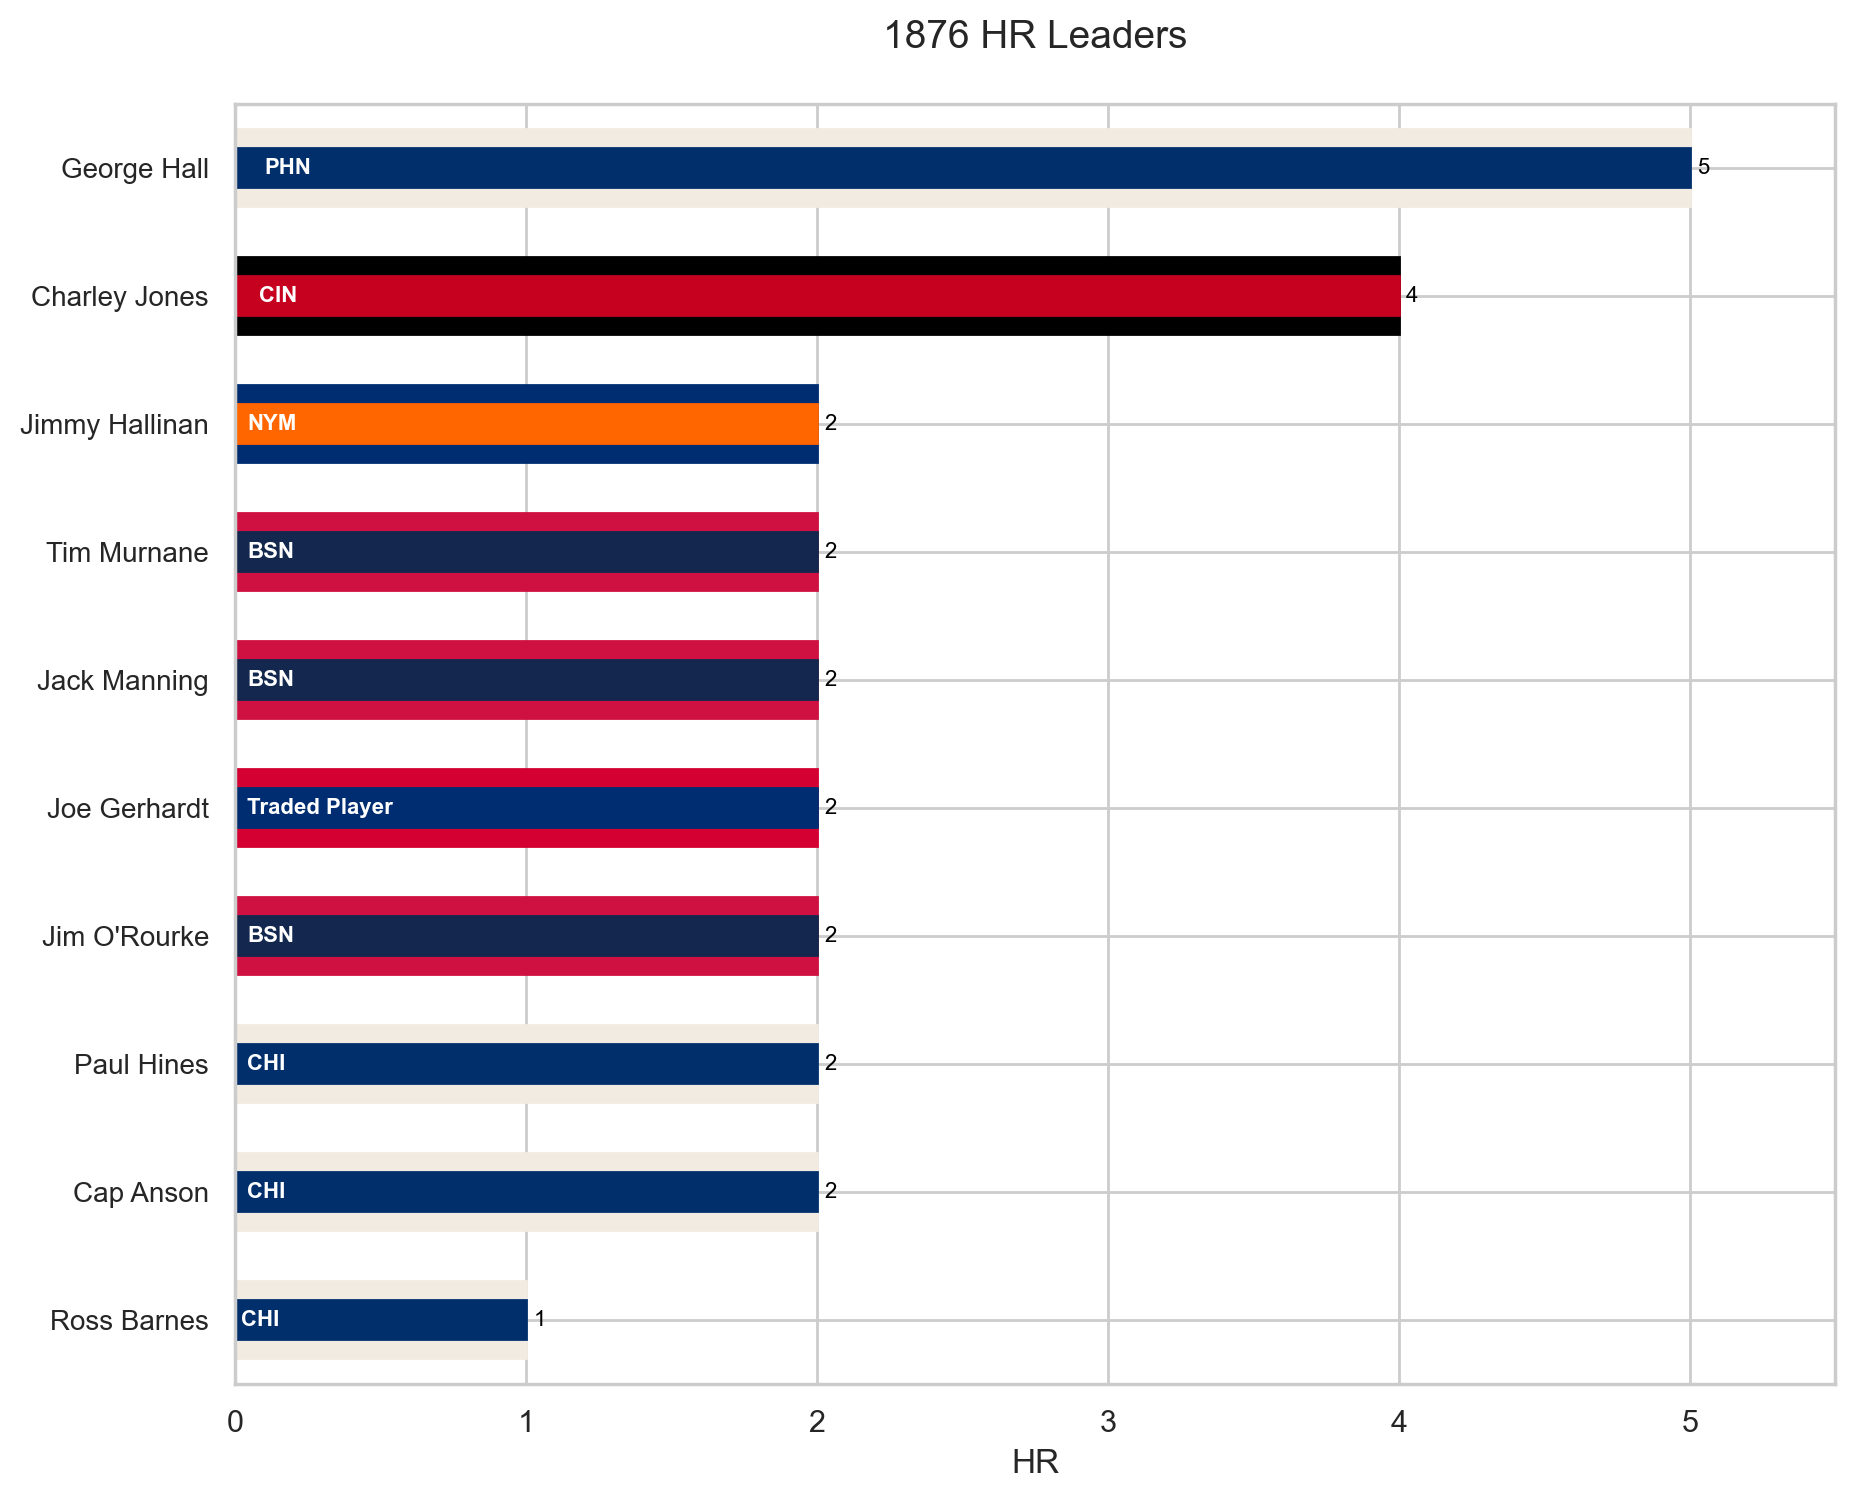 1876 HR Leaders
George Hall PHN 5
Charley Jones CIN 4
Jimmy Hallinan NYM 2
Tim Murnane BSN 2
Jack Manning BSN 2
Joe Gerhardt Traded Player 2
Jim O'Rourke BSN 2
Paul Hines CHI 2
Cap Anson CHI 2
Ross Barnes CHI 1
0 1 2 3 4 5
HR